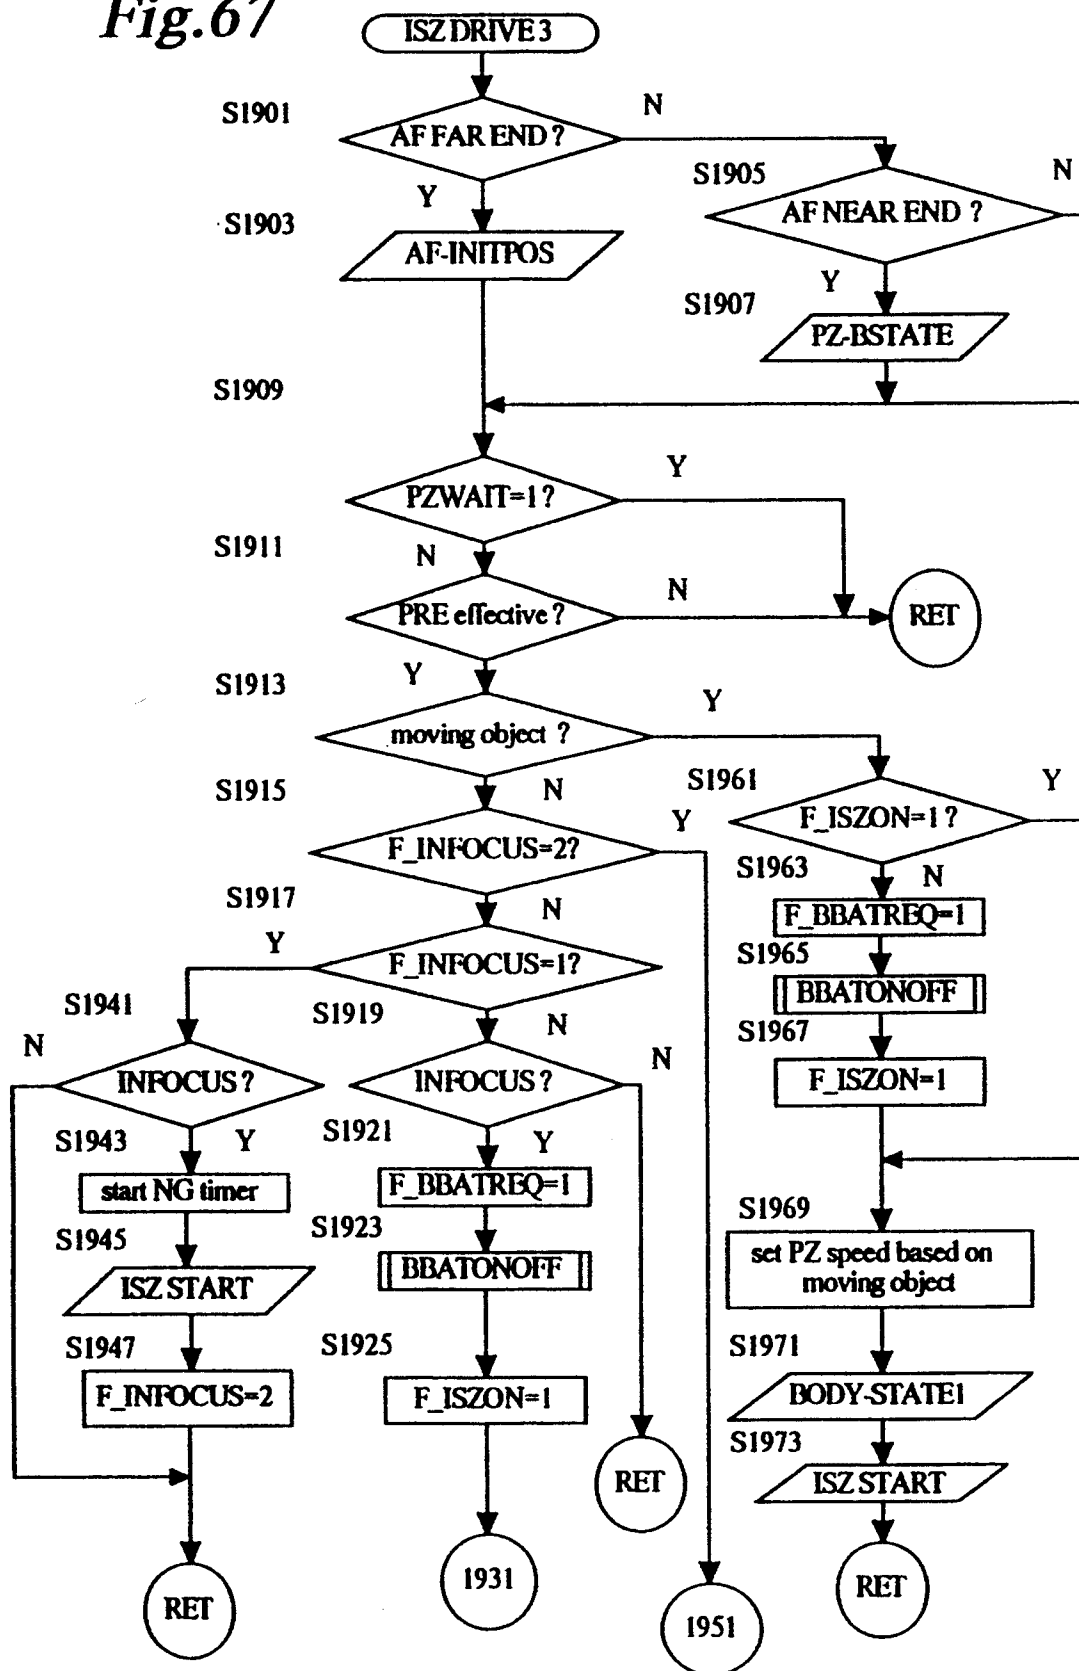 Fig.67
ISZ DRIVE 3
S1901
AF FAR END ?
N
Y
S1905
AF NEAR END ?
N
S1903
AF-INITPOS
Y
S1907
PZ-BSTATE
S1909
PZWAIT=1?
Y
N
S1911
PRE effective ?
N
RET
Y
S1913
moving object ?
Y
N
S1915
F_INFOCUS=2?
Y
N
S1961
F_ISZON=1?
Y
N
S1963
F_BBATREQ=1
S1965
BBATONOFF
S1967
F_ISZON=1
S1917
F_INFOCUS=1?
Y
N
S1941
INFOCUS ?
N
Y
S1919
INFOCUS ?
N
Y
S1943
start NG timer
S1945
ISZ START
S1947
F_INFOCUS=2
RET
S1921
F_BBATREQ=1
S1923
BBATONOFF
S1925
F_ISZON=1
1931
RET
1951
S1969
set PZ speed based on
moving object
S1971
BODY-STATE1
S1973
ISZ START
RET